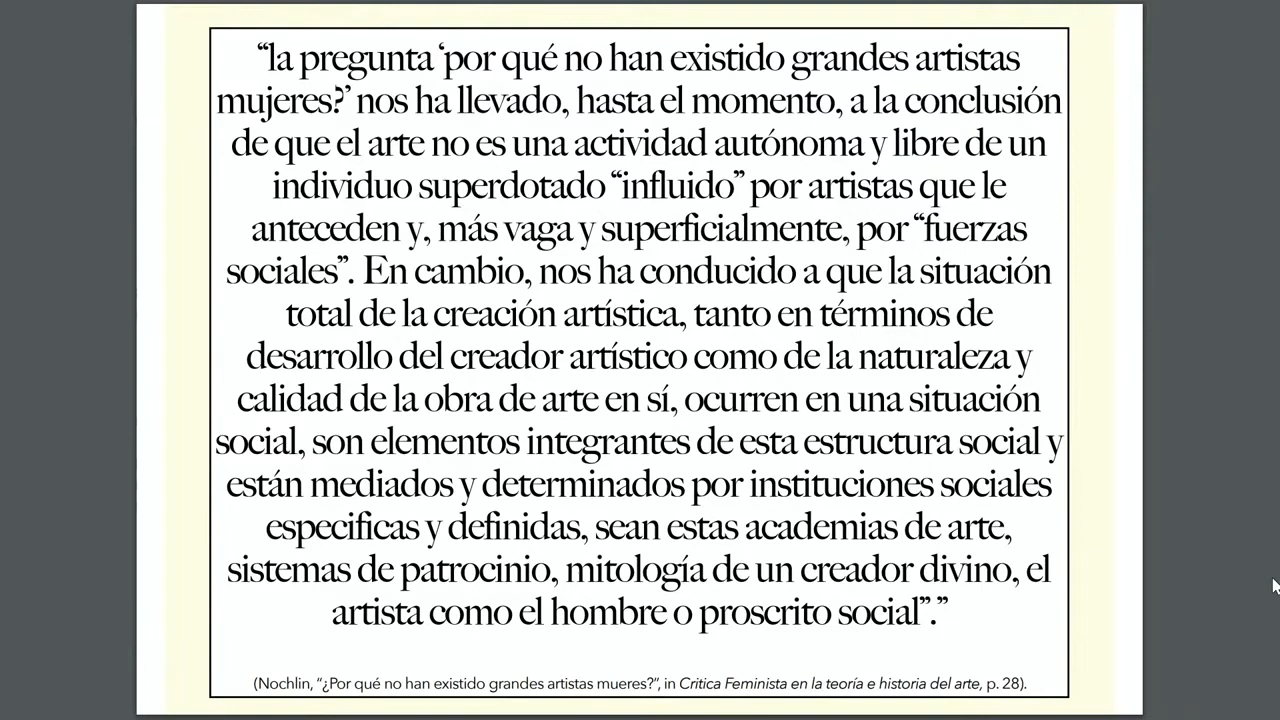 “la pregunta ‘por qué no han existido grandes artistas
mujeres?’ nos ha llevado, hasta el momento, a la conclusión
de que el arte no es una actividad autónoma y libre de un
individuo superdotado “influido” por artistas que le
anteceden y, más vaga y superficialmente, por “fuerzas
sociales”. En cambio, nos ha conducido a que la situación
total de la creación artística, tanto en términos de
desarrollo del creador artístico como de la naturaleza y
calidad de la obra de arte en sí, ocurren en una situación
social, son elementos integrantes de esta estructura social y
están mediados y determinados por instituciones sociales
especificas y definidas, sean estas academias de arte,
sistemas de patrocinio, mitología de un creador divino, el
artista como el hombre o proscrito social”.”
(Nochlin, “¿Por qué no han existido grandes artistas mueres?”, in Critica Feminista en la teoría e historia del arte, p. 28).